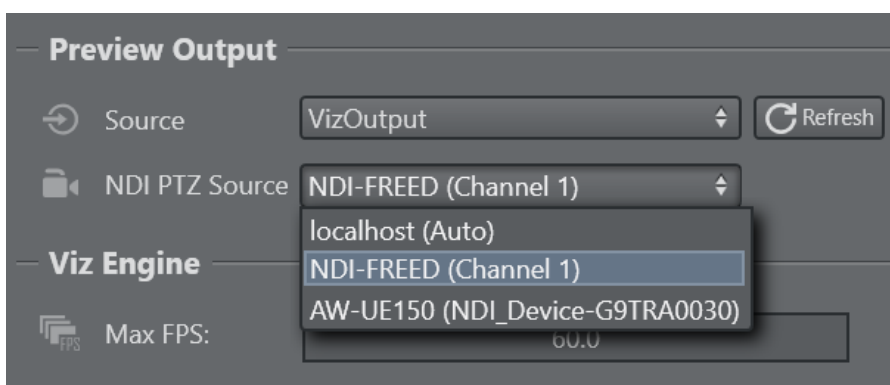 Preview Output
Source VizOutput Refresh
NDI PTZ Source NDI-FREED (Channel 1)
localhost (Auto)
Viz Engine NDI-FREED (Channel 1)
AW-UE150 (NDI_Device-G9TRA0030)
FPS Max FPS: 60.0